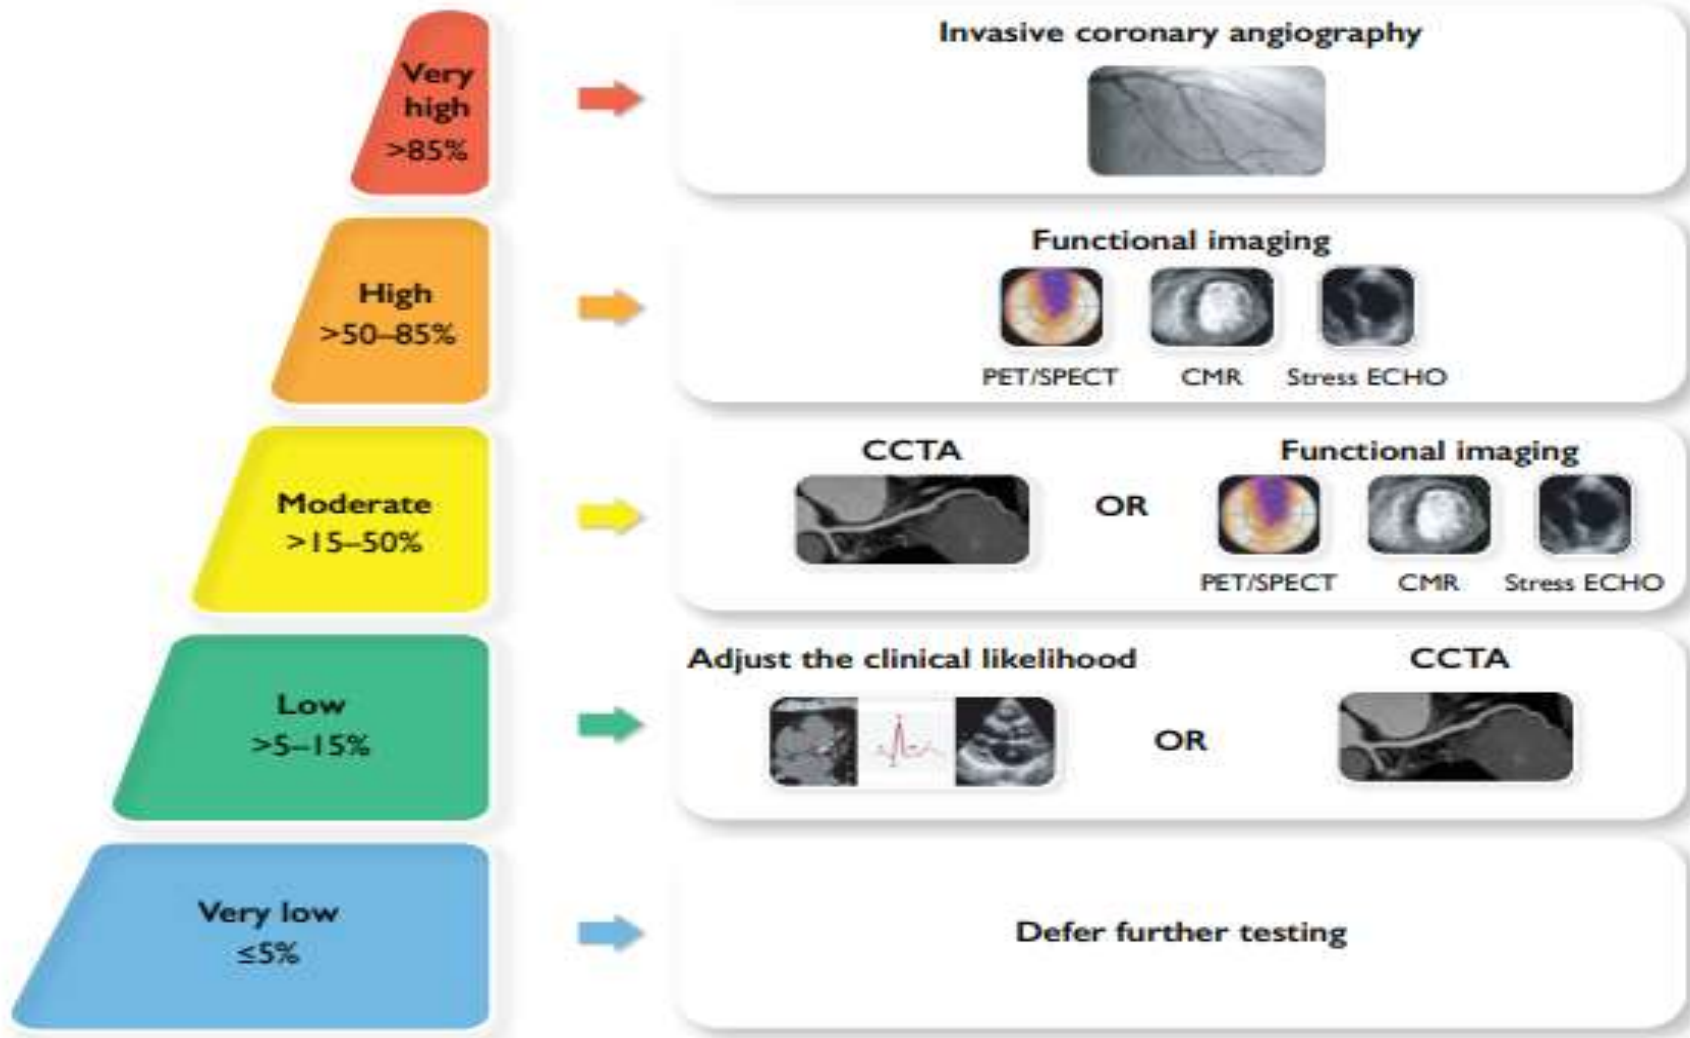 Very
high
>85%
Invasive coronary angiography
High
>50–85%
Functional imaging
PET/SPECT CMR Stress ECHO
Moderate
>15–50%
CCTA
OR
Functional imaging
PET/SPECT CMR Stress ECHO
Low
>5–15%
Adjust the clinical likelihood
OR
CCTA
Very low
≤5%
Defer further testing